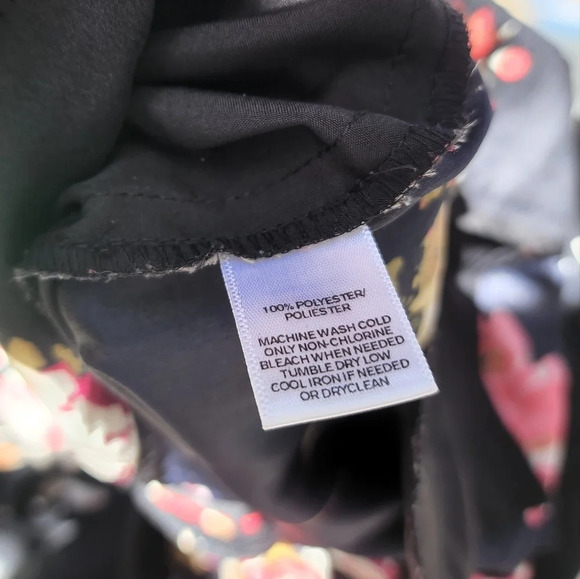 100% POLYESTER/
POLIESTER
MACHINE WASH COLD
ONLY NON-CHLORINE
BLEACH WHEN NEEDED
TUMBLE DRY LOW
COOL IRON IF NEEDED
OR DRYCLEAN